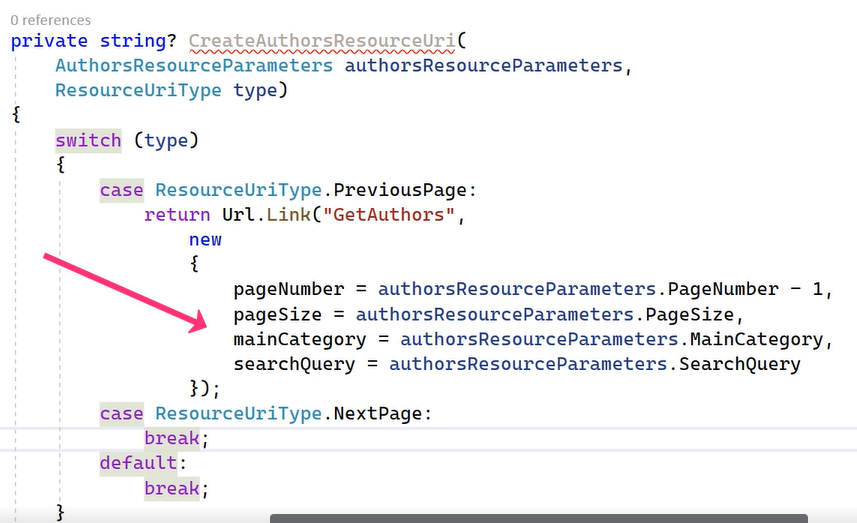 0 references
private string? CreateAuthorsResourceUri(
AuthorsResourceParameters authorsResourceParameters,
ResourceUriType type)
{
switch (type)
{
case ResourceUriType.PreviousPage:
return Url.Link("GetAuthors",
new
{
pageNumber = authorsResourceParameters.PageNumber - 1,
pageSize = authorsResourceParameters.PageSize,
mainCategory = authorsResourceParameters.MainCategory,
searchQuery = authorsResourceParameters.SearchQuery
});
case ResourceUriType.NextPage:
break;
default:
break;
}